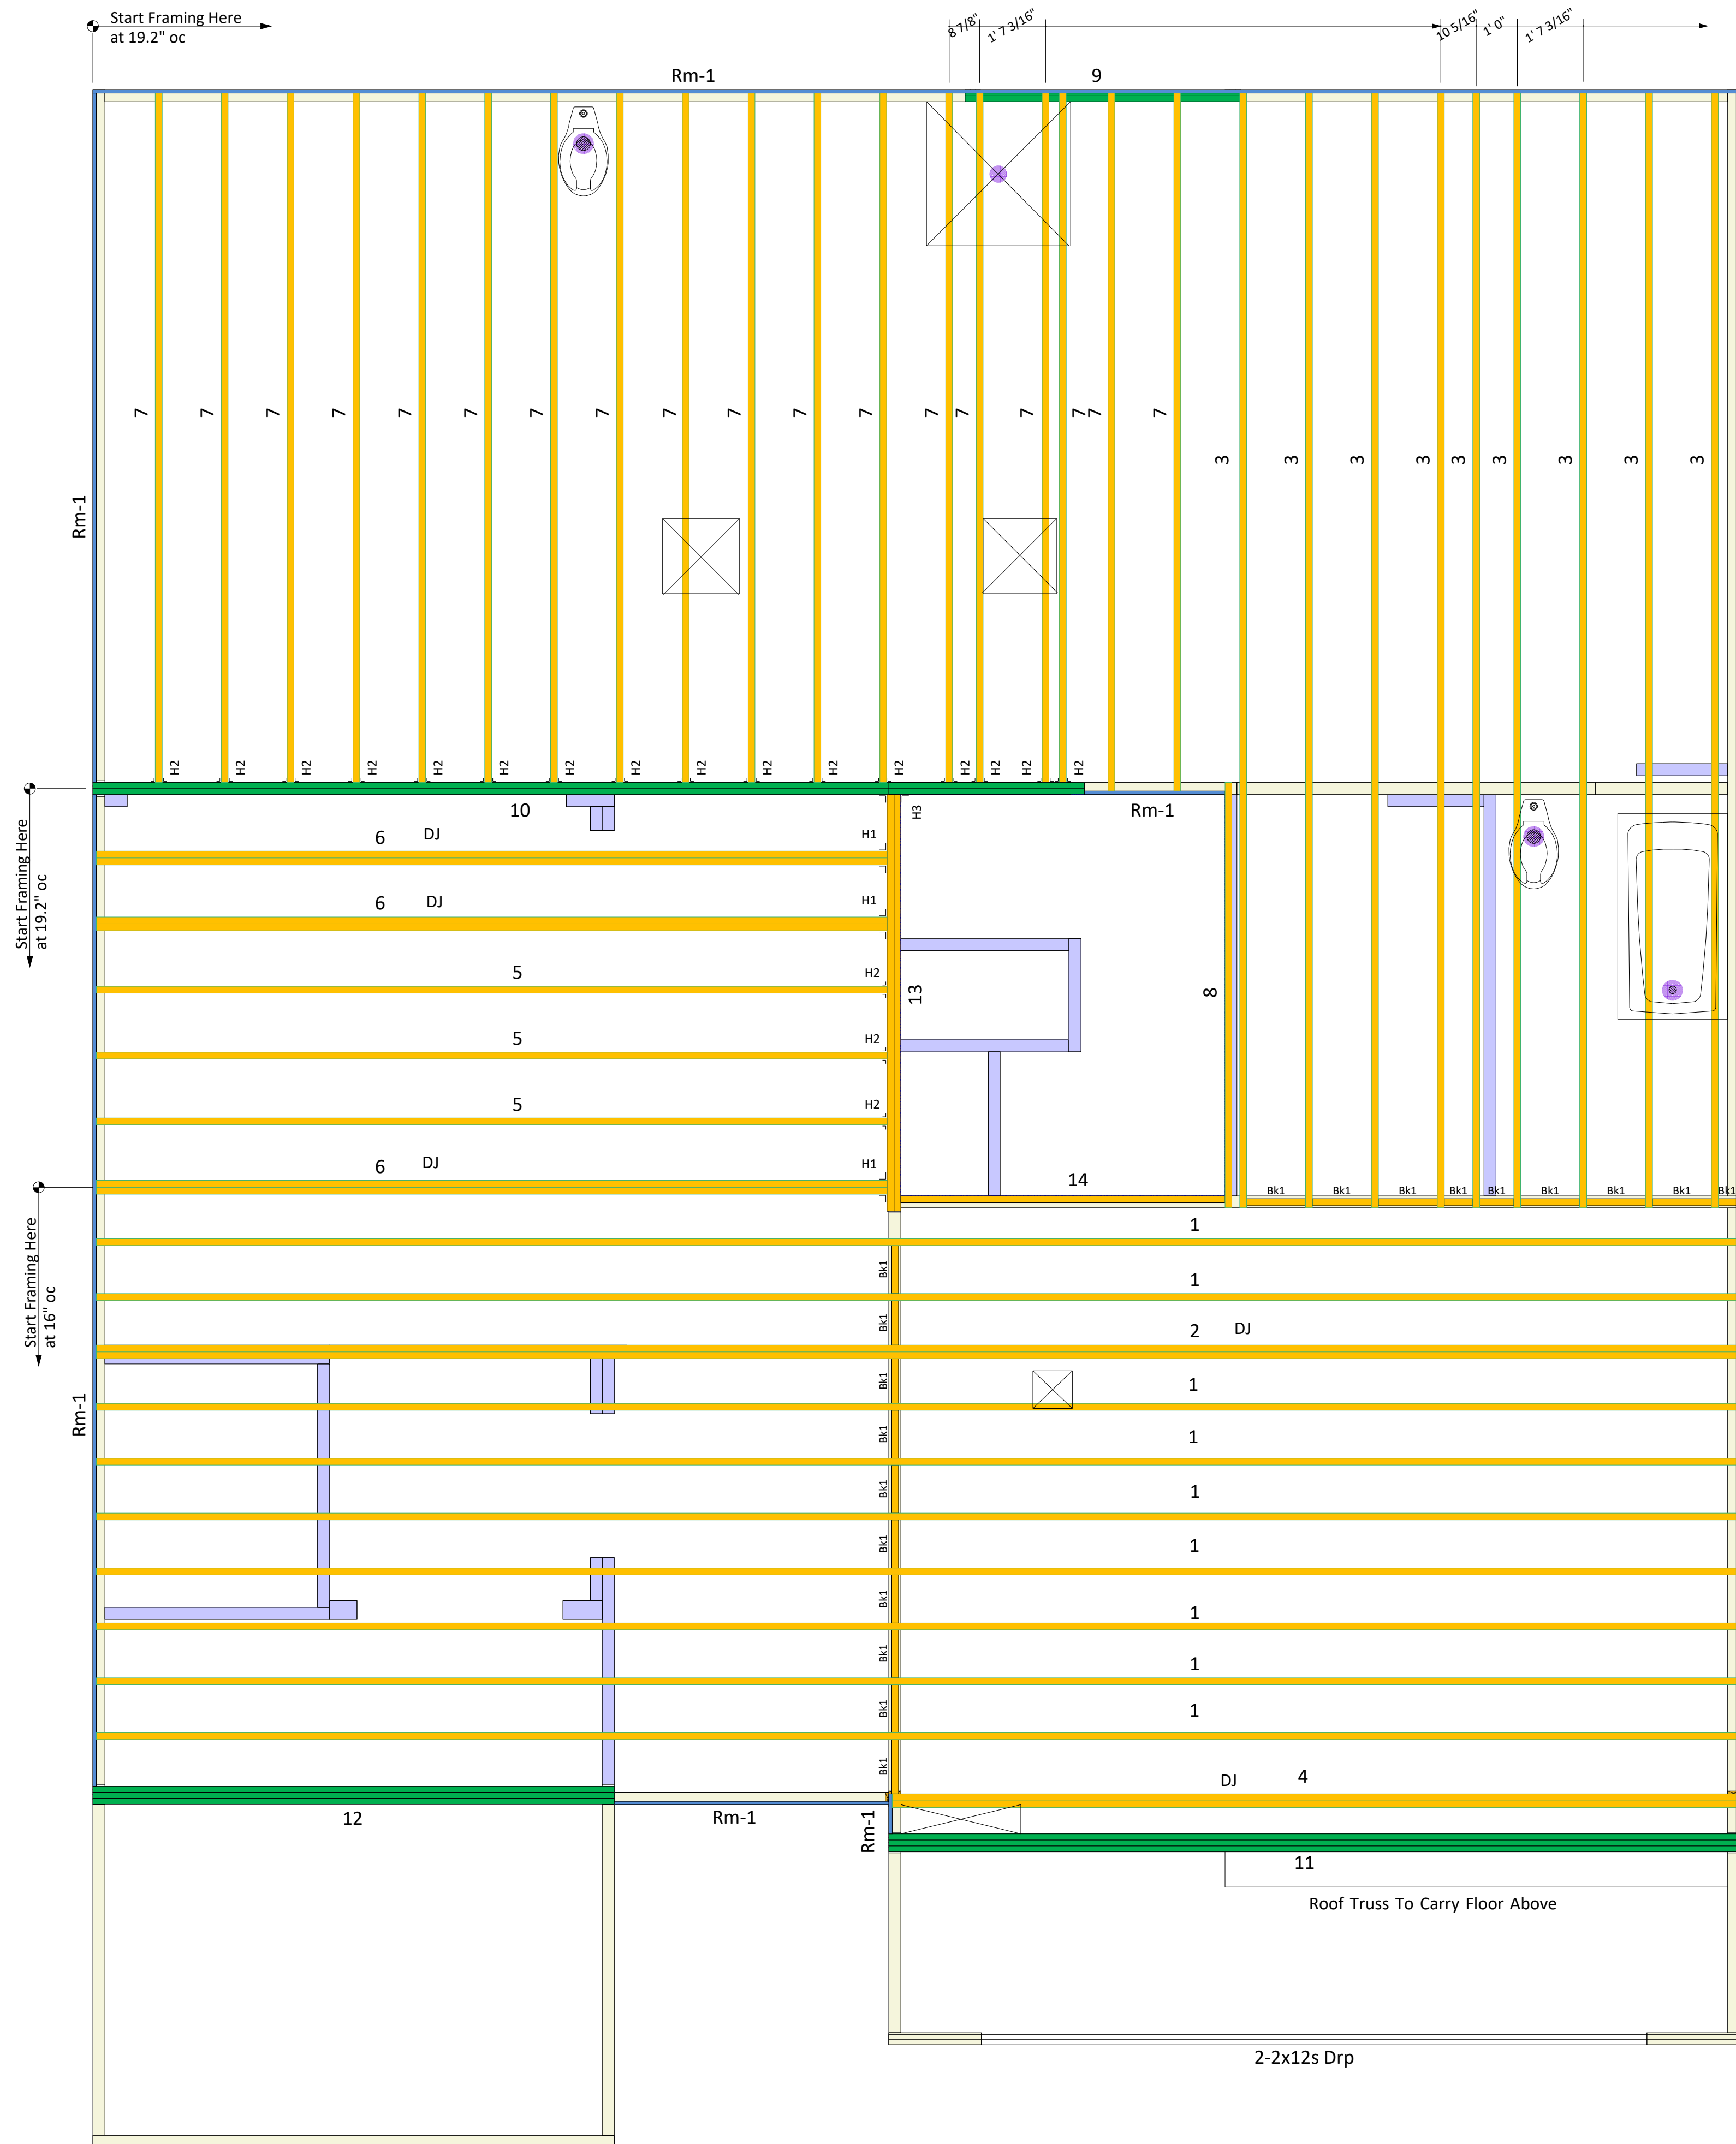 Start Framing Here
at 19.2" oc
8 7/8" 1' 7 3/16" 10 5/16" 1' 0" 1' 7 3/16"
Rm-1 9
Rm-1
7 7 7 7 7 7 7 7 7 7 7 7 7 7 7 7 7 7 3 3 3 3 3 3 3 3 3
H2 H2 H2 H2 H2 H2 H2 H2 H2 H2 H2 H2 H2 H2 H2 H2
10 H3 Rm-1
Start Framing Here
at 19.2" oc
6 DJ H1
6 DJ H1
5 H2
13 8
5 H2
5 H2
6 DJ H1
14
Bk1 Bk1 Bk1 Bk1 Bk1 Bk1 Bk1 Bk1 Bk1
Start Framing Here
at 16" oc
1
Bk1
1
Bk1
2 DJ
Rm-1
Bk1
1
Bk1
1
Bk1
1
Bk1
1
Bk1
1
Bk1
1
Bk1
1
Bk1
DJ 4
12 Rm-1 Rm-1
11
Roof Truss To Carry Floor Above
2-2x12s Drp